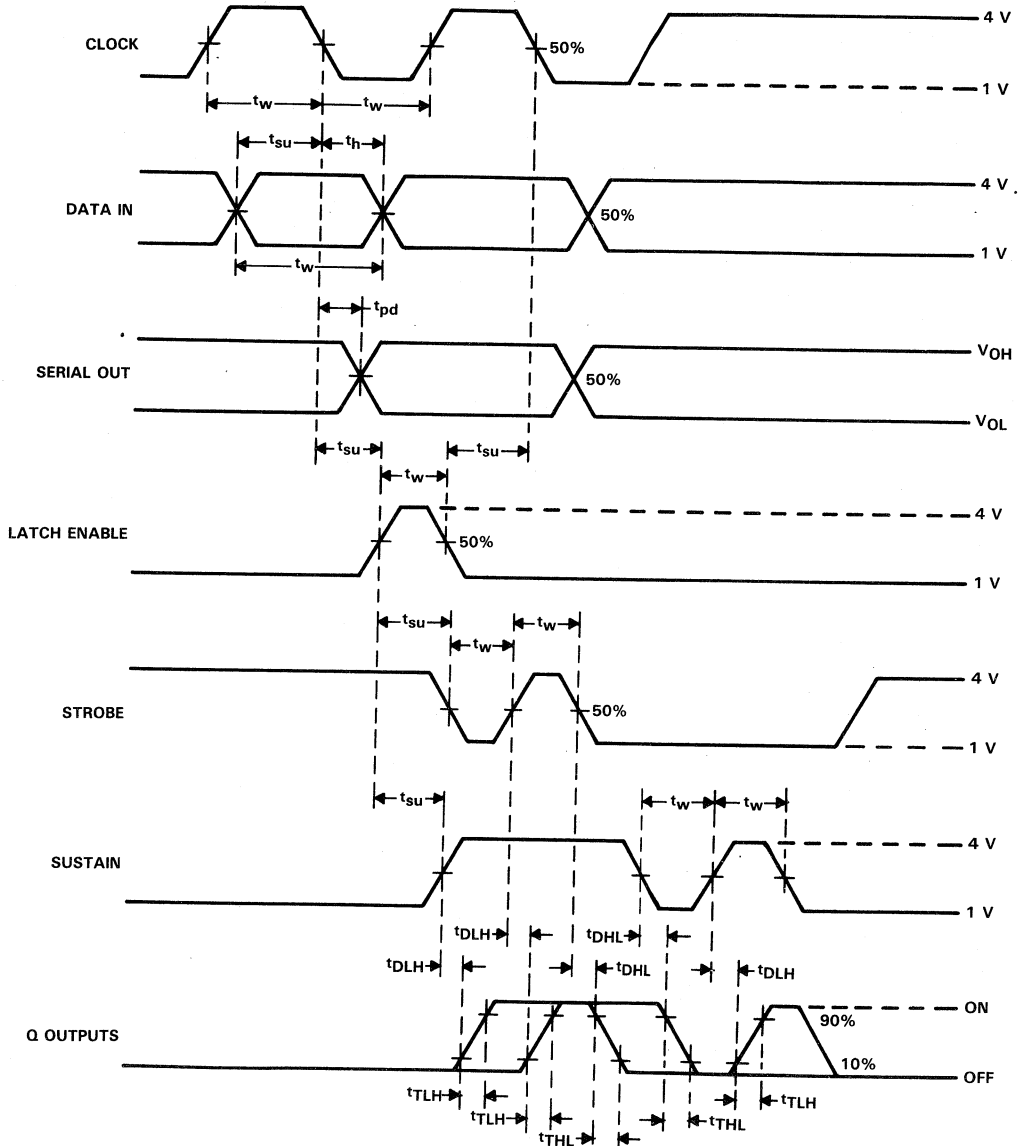 4 V
CLOCK
50%
1 V
tw
tw
tsu
th
4 V
DATA IN
50%
1 V
tw
tpd
VOH
SERIAL OUT
50%
VOL
tsu
tsu
tw
4 V
LATCH ENABLE
50%
1 V
tsu
tw
tw
4 V
STROBE
50%
1 V
tsu
tw
tw
4 V
SUSTAIN
1 V
tDLH
tDHL
tDLH
tDHL
tDLH
ON
Q OUTPUTS
90%
10%
OFF
tTLH
tTLH
tTHL
tTHL
tTLH